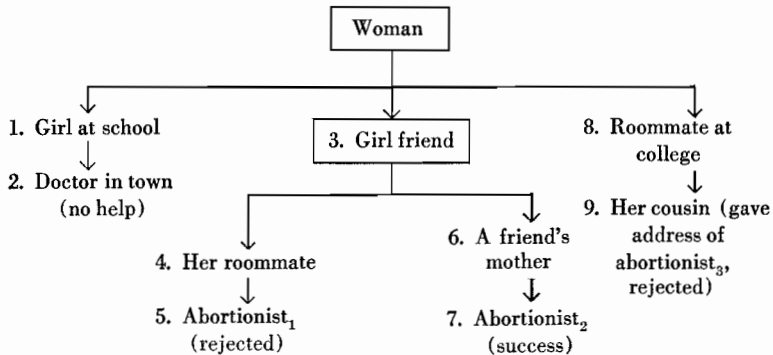 Woman
1. Girl at school
2. Doctor in town
(no help)
3. Girl friend
4. Her roommate
5. Abortionist₁
(rejected)
6. A friend's
mother
7. Abortionist₂
(success)
8. Roommate at
college
9. Her cousin (gave
address of
abortionist₃,
rejected)